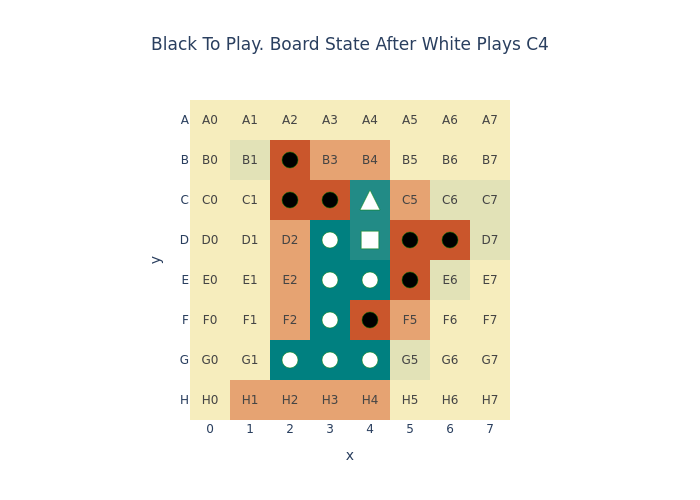 Black To Play. Board State After White Plays C4
A A0 A1 A2 A3 A4 A5 A6 A7
B B0 B1 B3 B4 B5 B6 B7
C C0 C1 C5 C6 C7
D D0 D1 D2 D7
E E0 E1 E2 E6 E7
F F0 F1 F2 F5 F6 F7
G G0 G1 G5 G6 G7
H H0 H1 H2 H3 H4 H5 H6 H7
0 1 2 3 4 5 6 7
x
y